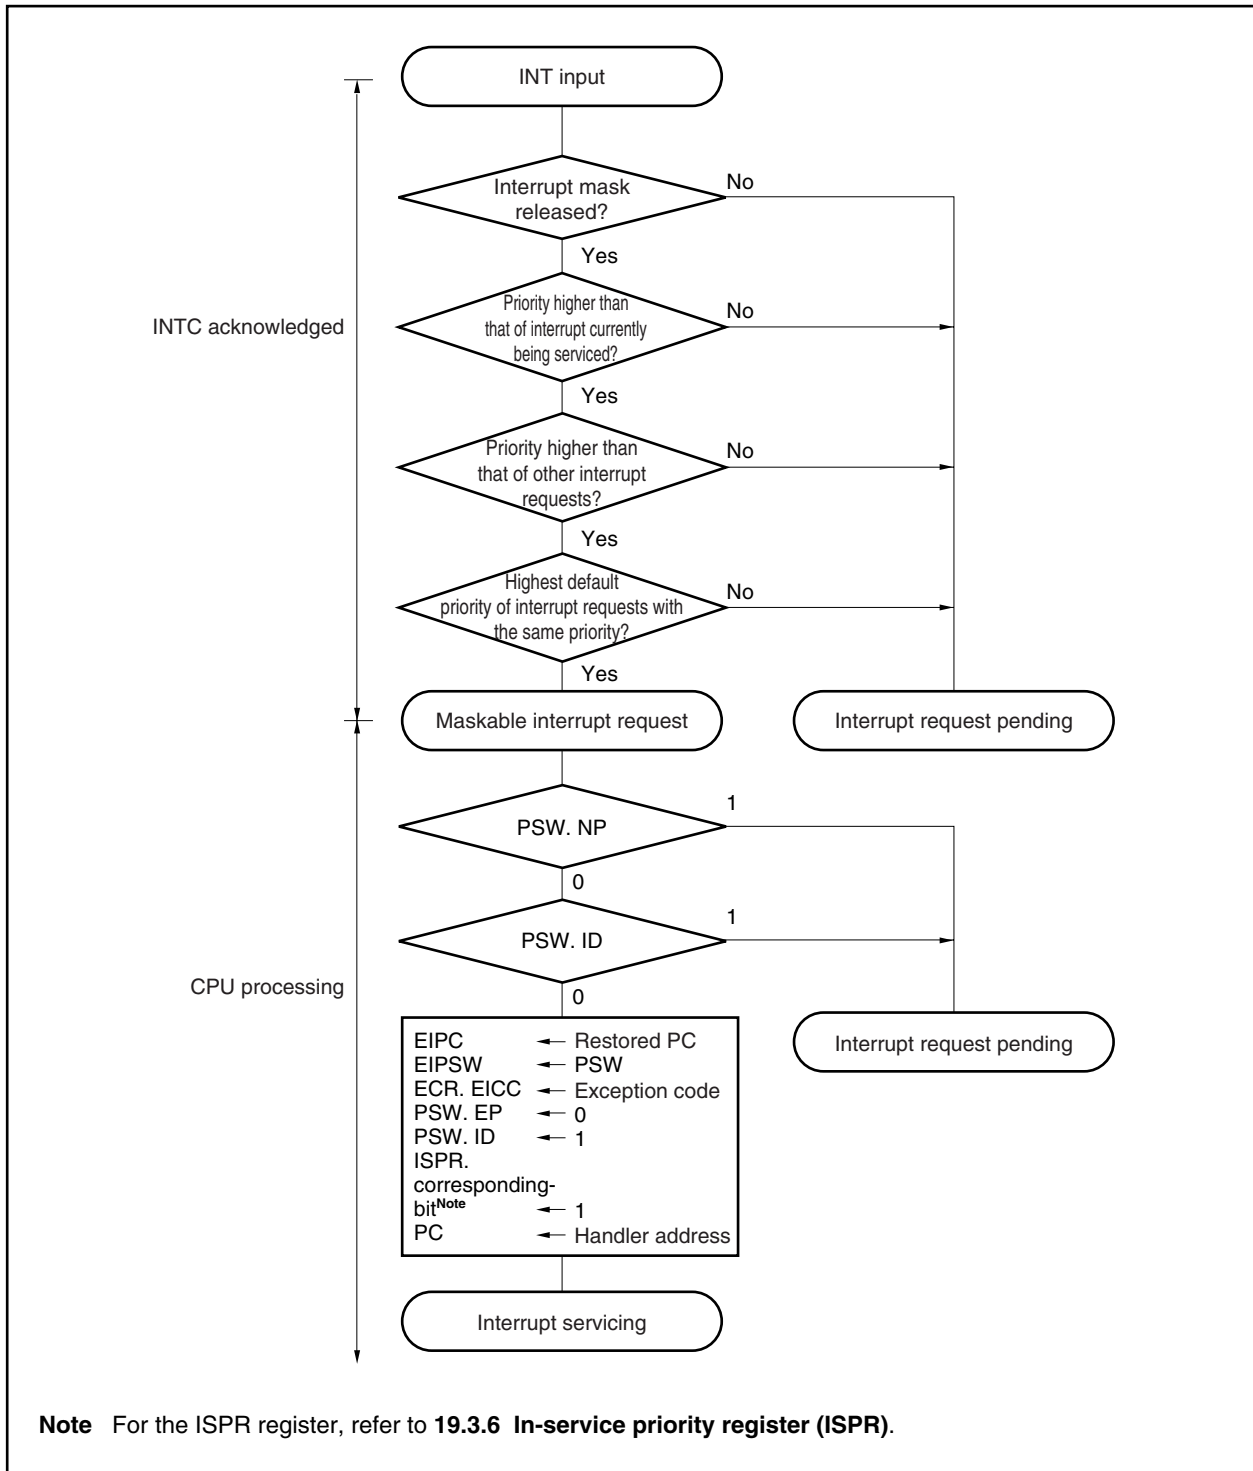 INT input
Interrupt mask
released?
No
Yes
Priority higher than
that of interrupt currently
being serviced?
No
INTC acknowledged
Yes
Priority higher than
that of other interrupt
requests?
No
Yes
Highest default
priority of interrupt requests with
the same priority?
No
Yes
Maskable interrupt request
Interrupt request pending
PSW. NP
1
0
PSW. ID
1
CPU processing
0
EIPC ← Restored PC
EIPSW ← PSW
ECR. EICC ← Exception code
PSW. EP ← 0
PSW. ID ← 1
ISPR.
corresponding-
bitNote ← 1
PC ← Handler address
Interrupt request pending
Interrupt servicing
Note For the ISPR register, refer to 19.3.6 In-service priority register (ISPR).